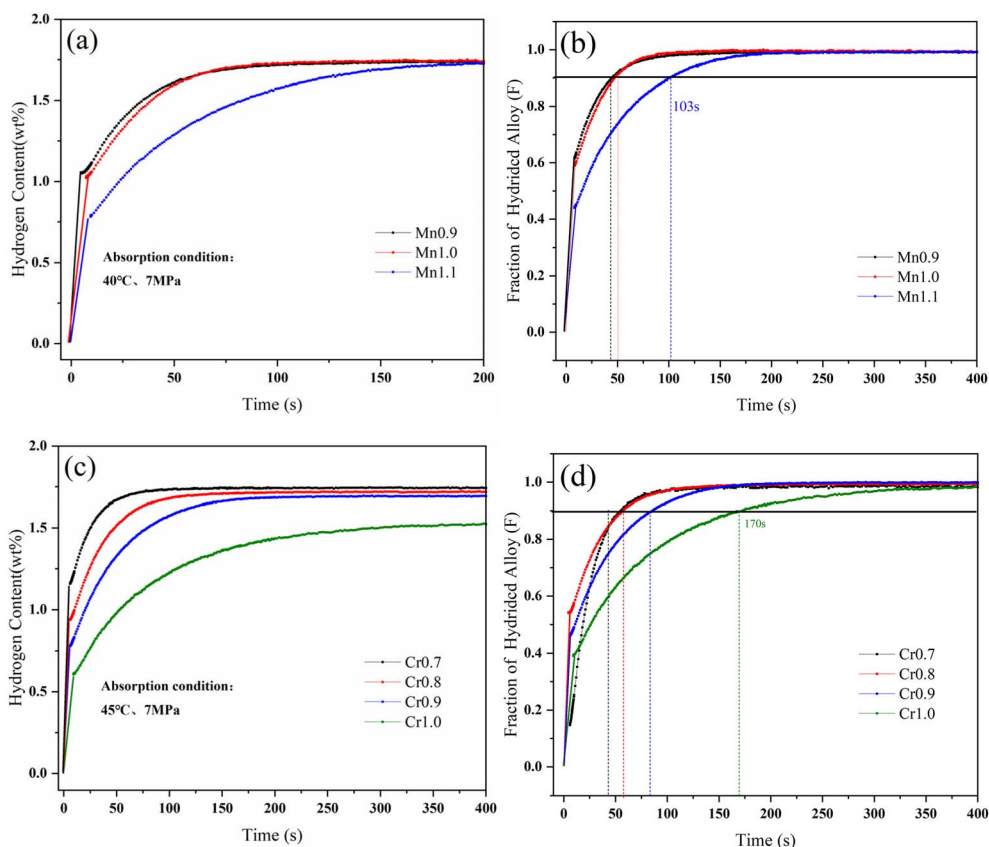 (a)
Hydrogen Content(wt%)
2.0
1.5
1.0
0.5
0.0
Mn0.9
Mn1.0
Mn1.1
Absorption condition:
40℃、7MPa
0 50 100 150 200
Time (s)
(b)
Fraction of Hydrided Alloy (F)
1.0
0.8
0.6
0.4
0.2
0.0
103s
Mn0.9
Mn1.0
Mn1.1
0 50 100 150 200 250 300 350 400
Time (s)
(c)
Hydrogen Content(wt%)
2.0
1.5
1.0
0.5
0.0
Cr0.7
Cr0.8
Cr0.9
Cr1.0
Absorption condition:
45℃、7MPa
0 50 100 150 200 250 300 350 400
Time (s)
(d)
Fraction of Hydrided Alloy (F)
1.0
0.8
0.6
0.4
0.2
0.0
170s
Cr0.7
Cr0.8
Cr0.9
Cr1.0
0 50 100 150 200 250 300 350 400
Time (s)